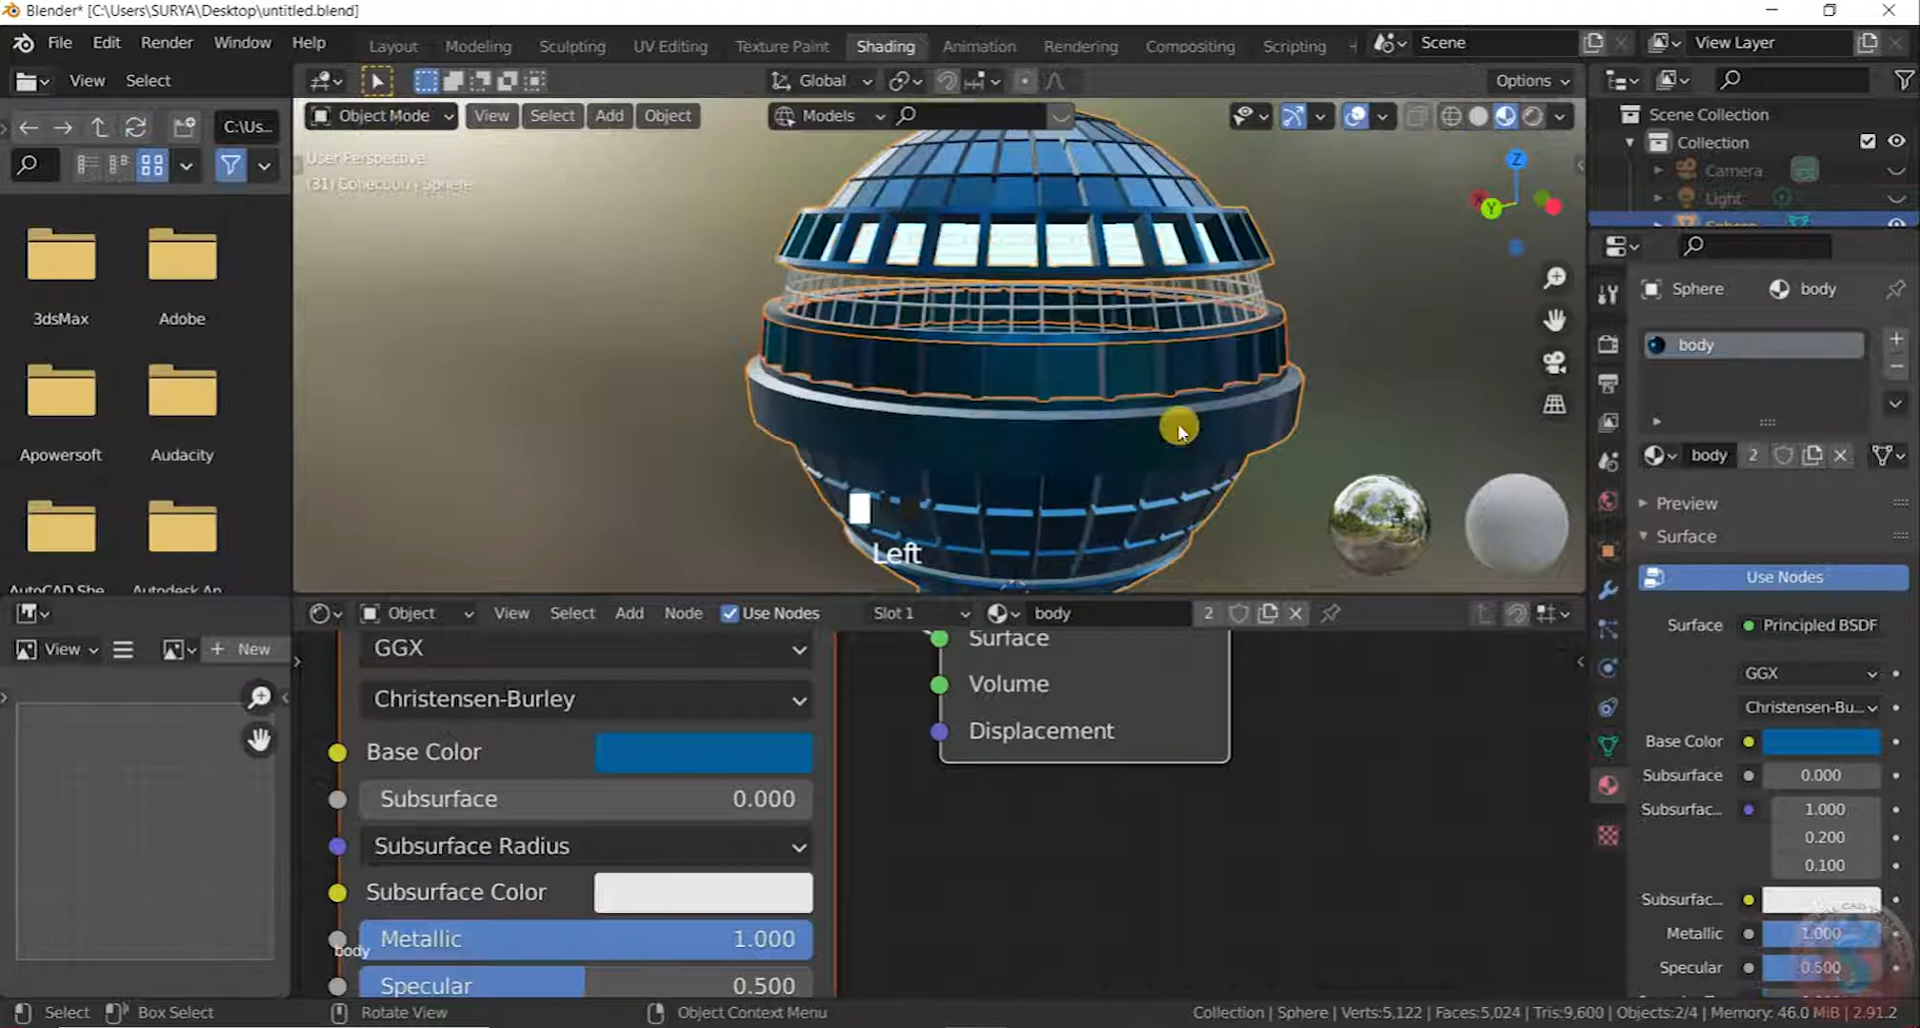 Blender* [C:\Users\SURYA\Desktop\untitled.blend]
File Edit Render Window Help
Layout Modeling Sculpting UV Editing Texture Paint Shading Animation Rendering Compositing Scripting
Scene
View Layer
View Select
Global
Options
Object Mode View Select Add Object
Models
C:\Us...
User Perspective
(31) Collection | Sphere
Z
X
Y
3dsMax Adobe
Apowersoft Audacity
AutoCAD She Autodesk An
Left
Scene Collection
Collection
Camera
Light
Sphere
Sphere body
body
body 2
Preview
Surface
Use Nodes
Surface Principled BSDF
GGX
Christensen-Bu...
Base Color
Subsurface 0.000
Subsurfac... 1.000
0.200
0.100
Subsurfac...
Metallic 1.000
Specular 0.500
View New
Object View Select Add Node Use Nodes Slot 1 body 2
GGX
Christensen-Burley
Base Color
Subsurface 0.000
Subsurface Radius
Subsurface Color
Metallic 1.000
body
Specular 0.500
Surface
Volume
Displacement
Select Box Select Rotate View Object Context Menu
Collection | Sphere | Verts:5,122 | Faces:5,024 | Tris:9,600 | Objects:2/4 | Memory: 46.0 MiB | 2.91.2